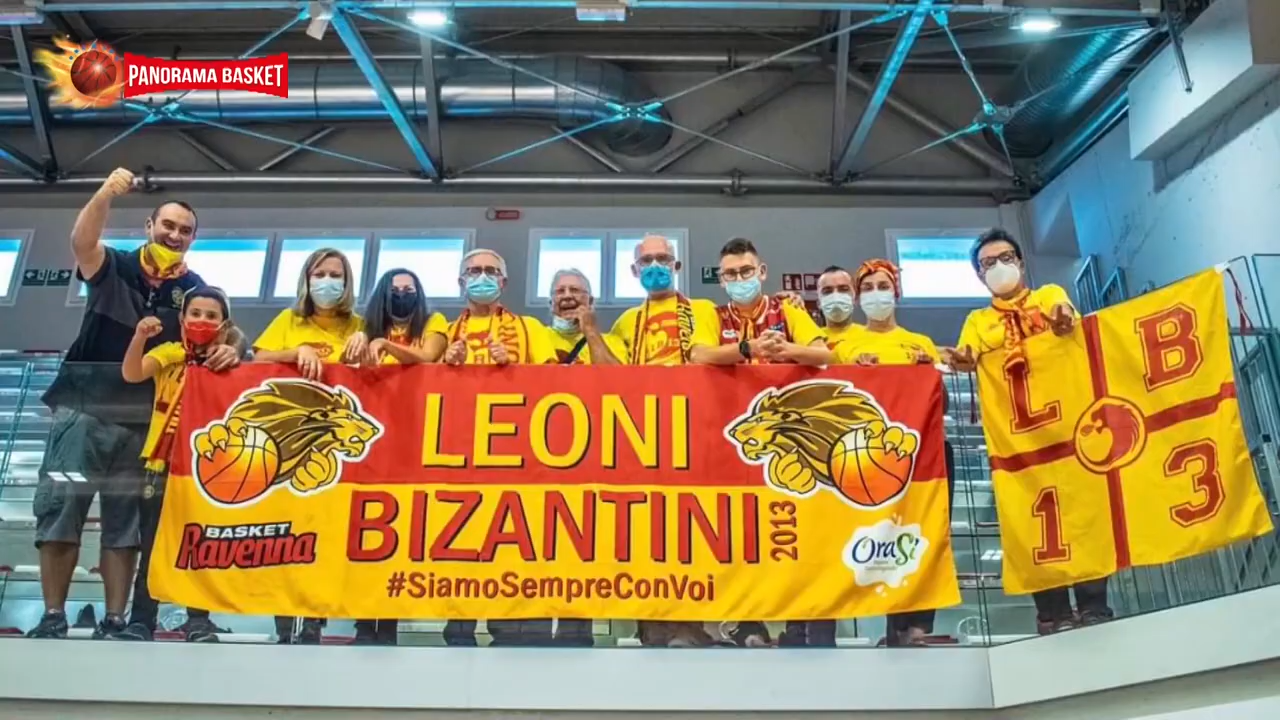 PANORAMA BASKET
LEONI
BIZANTINI
2013
BASKET
Ravenna
#SiamoSempreConVoi
OraSì
L B
1 3